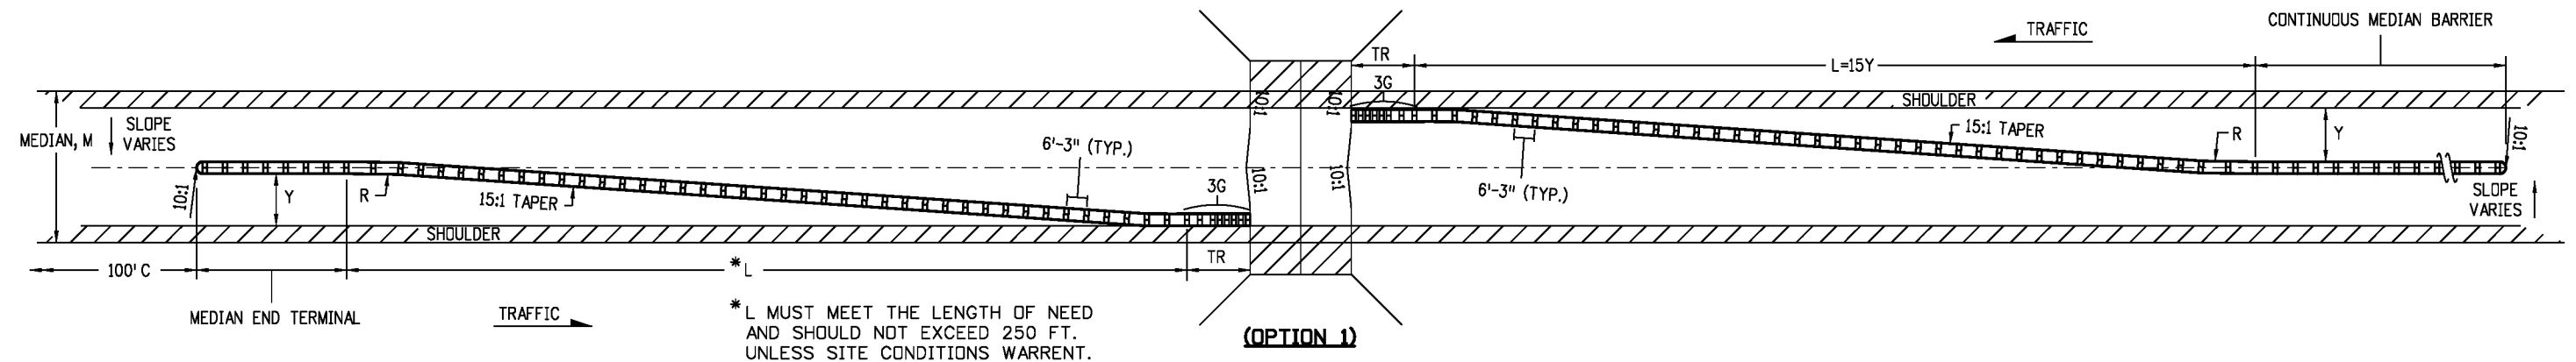 CONTINUOUS MEDIAN BARRIER
TRAFFIC
TR
L=15Y
3G
10:1
10:1
SHOULDER
MEDIAN, M
SLOPE
VARIES
6'-3" (TYP.)
15:1 TAPER
R
Y
10:1
10:1
Y
R
15:1 TAPER
3G
10:1
10:1
6'-3" (TYP.)
SLOPE
VARIES
SHOULDER
100' C
*L
TR
MEDIAN END TERMINAL
TRAFFIC
*L MUST MEET THE LENGTH OF NEED
AND SHOULD NOT EXCEED 250 FT.
UNLESS SITE CONDITIONS WARRENT.
(OPTION 1)